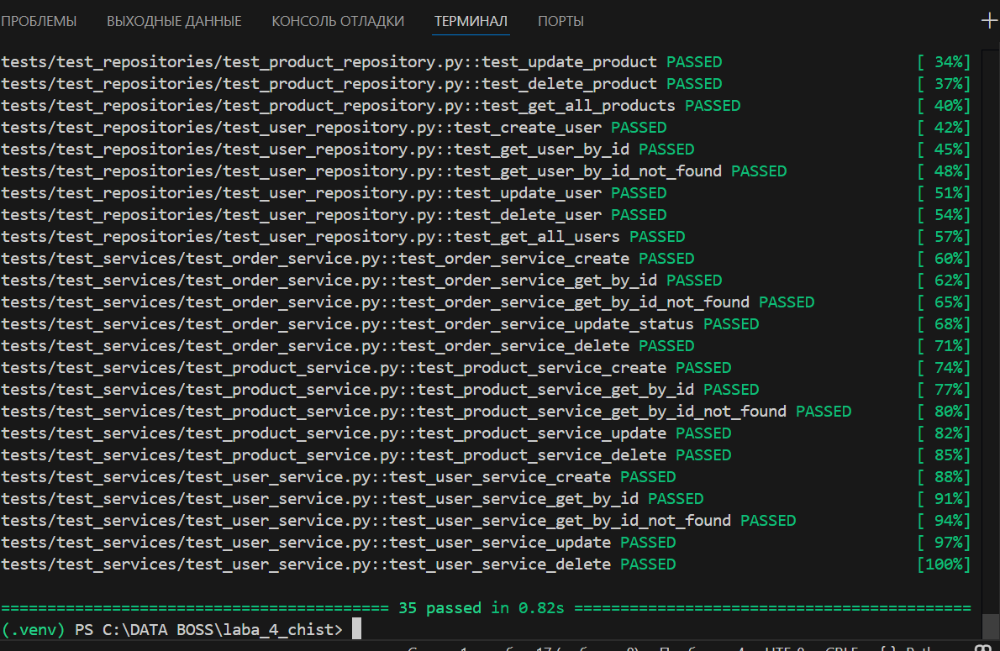 ПРОБЛЕМЫ ВЫХОДНЫЕ ДАННЫЕ КОНСОЛЬ ОТЛАДКИ ТЕРМИНАЛ ПОРТЫ
tests/test_repositories/test_product_repository.py::test_update_product PASSED [ 34%]
tests/test_repositories/test_product_repository.py::test_delete_product PASSED [ 37%]
tests/test_repositories/test_product_repository.py::test_get_all_products PASSED [ 40%]
tests/test_repositories/test_user_repository.py::test_create_user PASSED [ 42%]
tests/test_repositories/test_user_repository.py::test_get_user_by_id PASSED [ 45%]
tests/test_repositories/test_user_repository.py::test_get_user_by_id_not_found PASSED [ 48%]
tests/test_repositories/test_user_repository.py::test_update_user PASSED [ 51%]
tests/test_repositories/test_user_repository.py::test_delete_user PASSED [ 54%]
tests/test_repositories/test_user_repository.py::test_get_all_users PASSED [ 57%]
tests/test_services/test_order_service.py::test_order_service_create PASSED [ 60%]
tests/test_services/test_order_service.py::test_order_service_get_by_id PASSED [ 62%]
tests/test_services/test_order_service.py::test_order_service_get_by_id_not_found PASSED [ 65%]
tests/test_services/test_order_service.py::test_order_service_update_status PASSED [ 68%]
tests/test_services/test_order_service.py::test_order_service_delete PASSED [ 71%]
tests/test_services/test_product_service.py::test_product_service_create PASSED [ 74%]
tests/test_services/test_product_service.py::test_product_service_get_by_id PASSED [ 77%]
tests/test_services/test_product_service.py::test_product_service_get_by_id_not_found PASSED [ 80%]
tests/test_services/test_product_service.py::test_product_service_update PASSED [ 82%]
tests/test_services/test_product_service.py::test_product_service_delete PASSED [ 85%]
tests/test_services/test_user_service.py::test_user_service_create PASSED [ 88%]
tests/test_services/test_user_service.py::test_user_service_get_by_id PASSED [ 91%]
tests/test_services/test_user_service.py::test_user_service_get_by_id_not_found PASSED [ 94%]
tests/test_services/test_user_service.py::test_user_service_update PASSED [ 97%]
tests/test_services/test_user_service.py::test_user_service_delete PASSED [100%]
========================================== 35 passed in 0.82s ===========================================
(.venv) PS C:\DATA BOSS\laba_4_chist>